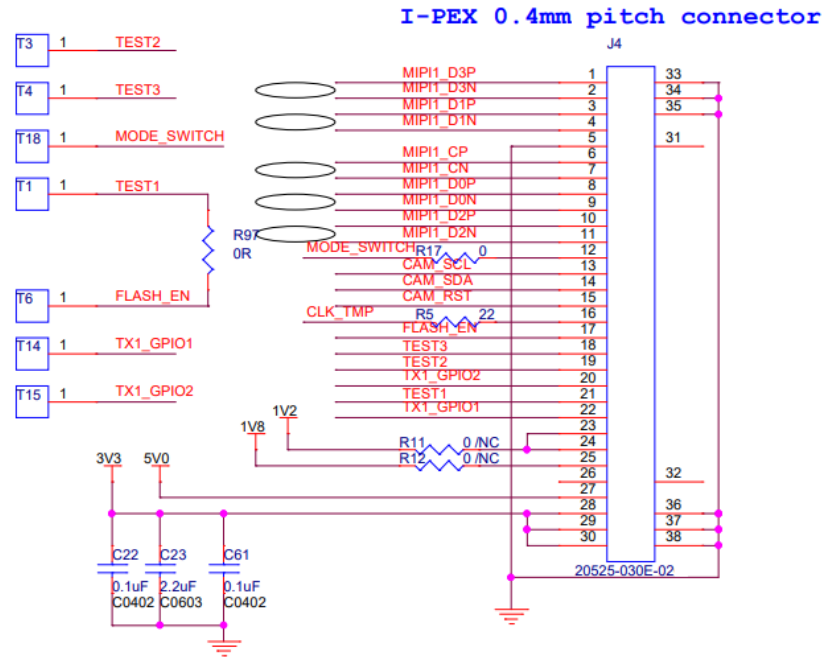 I-PEX 0.4mm pitch connector
J4
T3 1 TEST2
T4 1 TEST3
T18 1 MODE_SWITCH
T1 1 TEST1
R97
0R
T6 1 FLASH_EN
T14 1 TX1_GPIO1
T15 1 TX1_GPIO2
MIPI1_D3P 1 33
MIPI1_D3N 2 34
MIPI1_D1P 3 35
MIPI1_D1N 4
5 31
MIPI1_CP 6
MIPI1_CN 7
MIPI1_D0P 8
MIPI1_D0N 9
MIPI1_D2P 10
MIPI1_D2N 11
MODE_SWITCH R17 0 12
CAM_SCL 13
CAM_SDA 14
CAM_RST 15
CLK_TMP R5 22 16
FLASH_EN 17
TEST3 18
TEST2 19
TX1_GPIO2 20
TEST1 21
TX1_GPIO1 22
1V2
23
1V8
R11 0 /NC 24
R12 0 /NC 25
26 32
3V3 5V0
27
28 36
29 37
30 38
20525-030E-02
C22 C23 C61
0.1uF 2.2uF 0.1uF
C0402 C0603 C0402